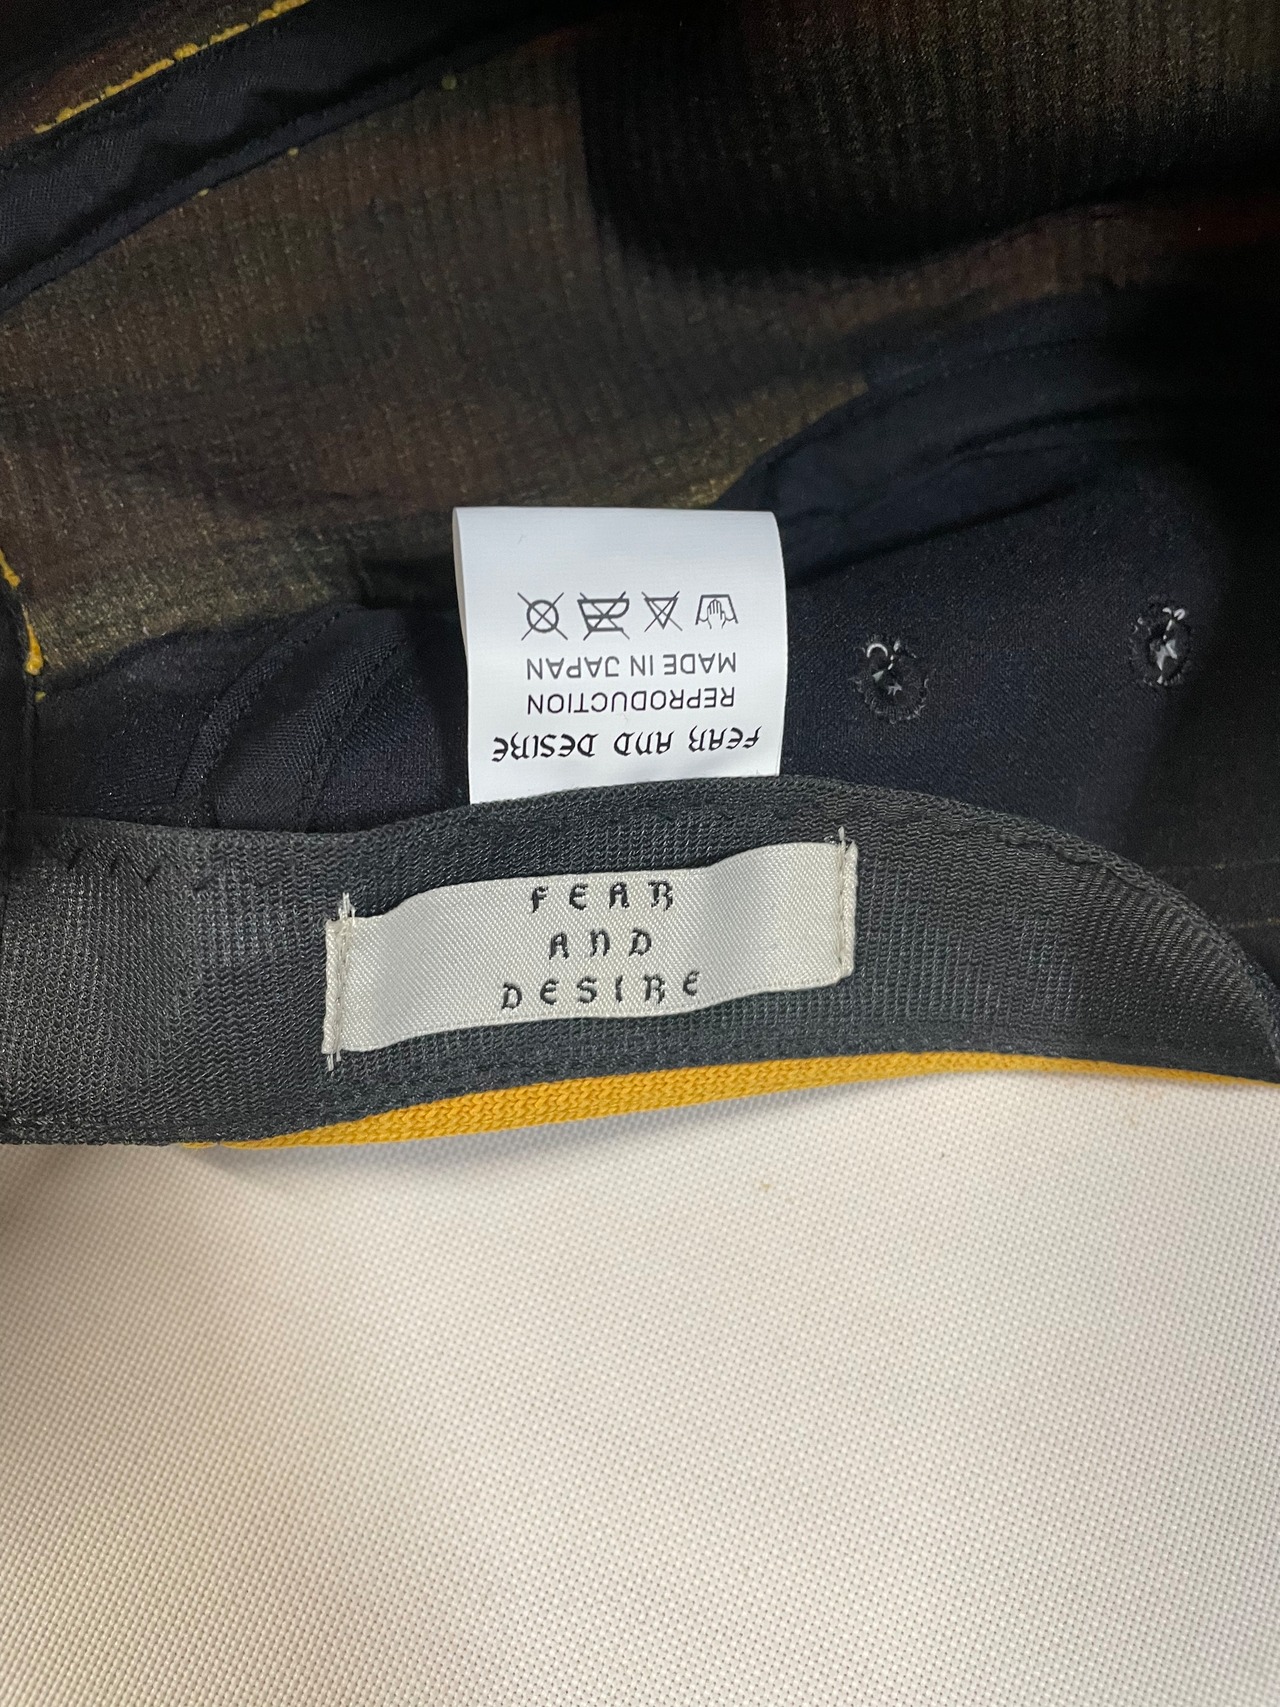 FEAR AND DESIRE
REPRODUCTION
MADE IN JAPAN
FEAR
AND
DESIRE